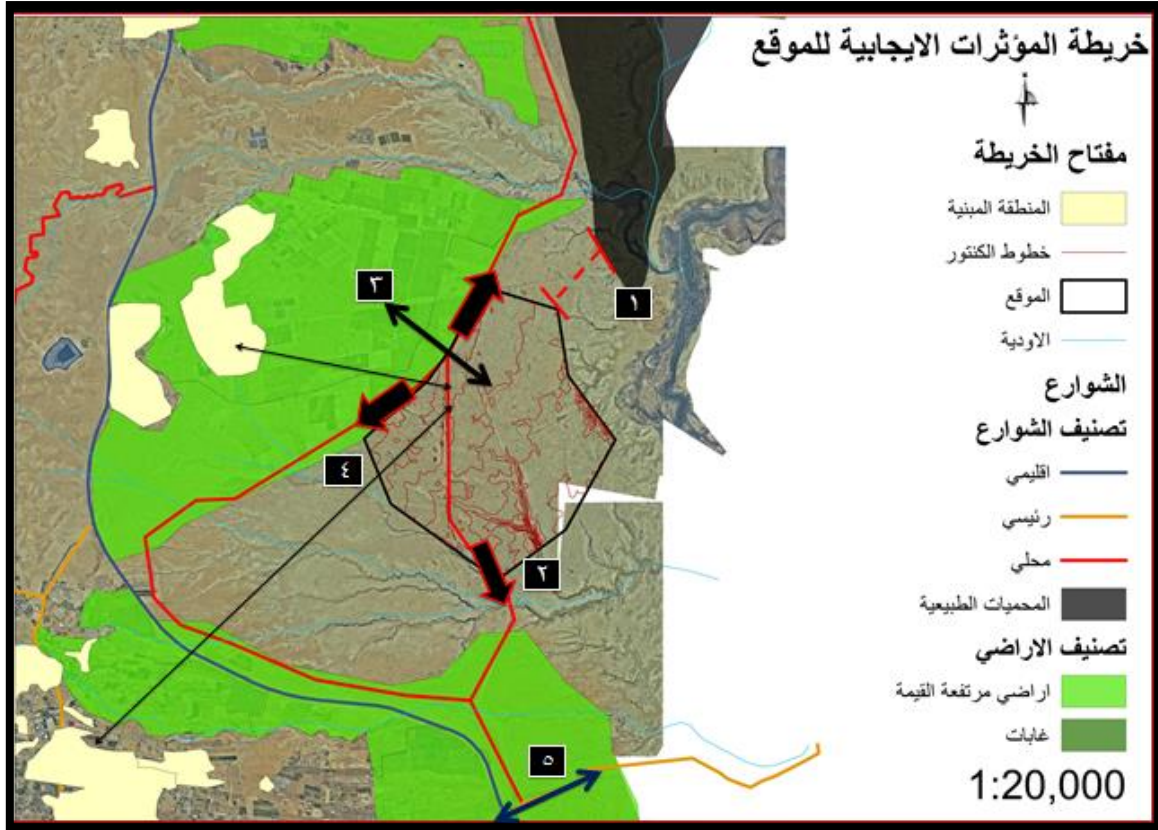 خريطة المؤثرات الايجابية للموقع
مفتاح الخريطة
المنطقة المبنية
خطوط الكنتور
الموقع
الاودية
الشوارع
تصنيف الشوارع
اقليمي
رئيسي
محلي
المحميات الطبيعية
تصنيف الاراضي
اراضي مرتفعة القيمة
غابات
1:20,000
١
٣
٤
٢
٥